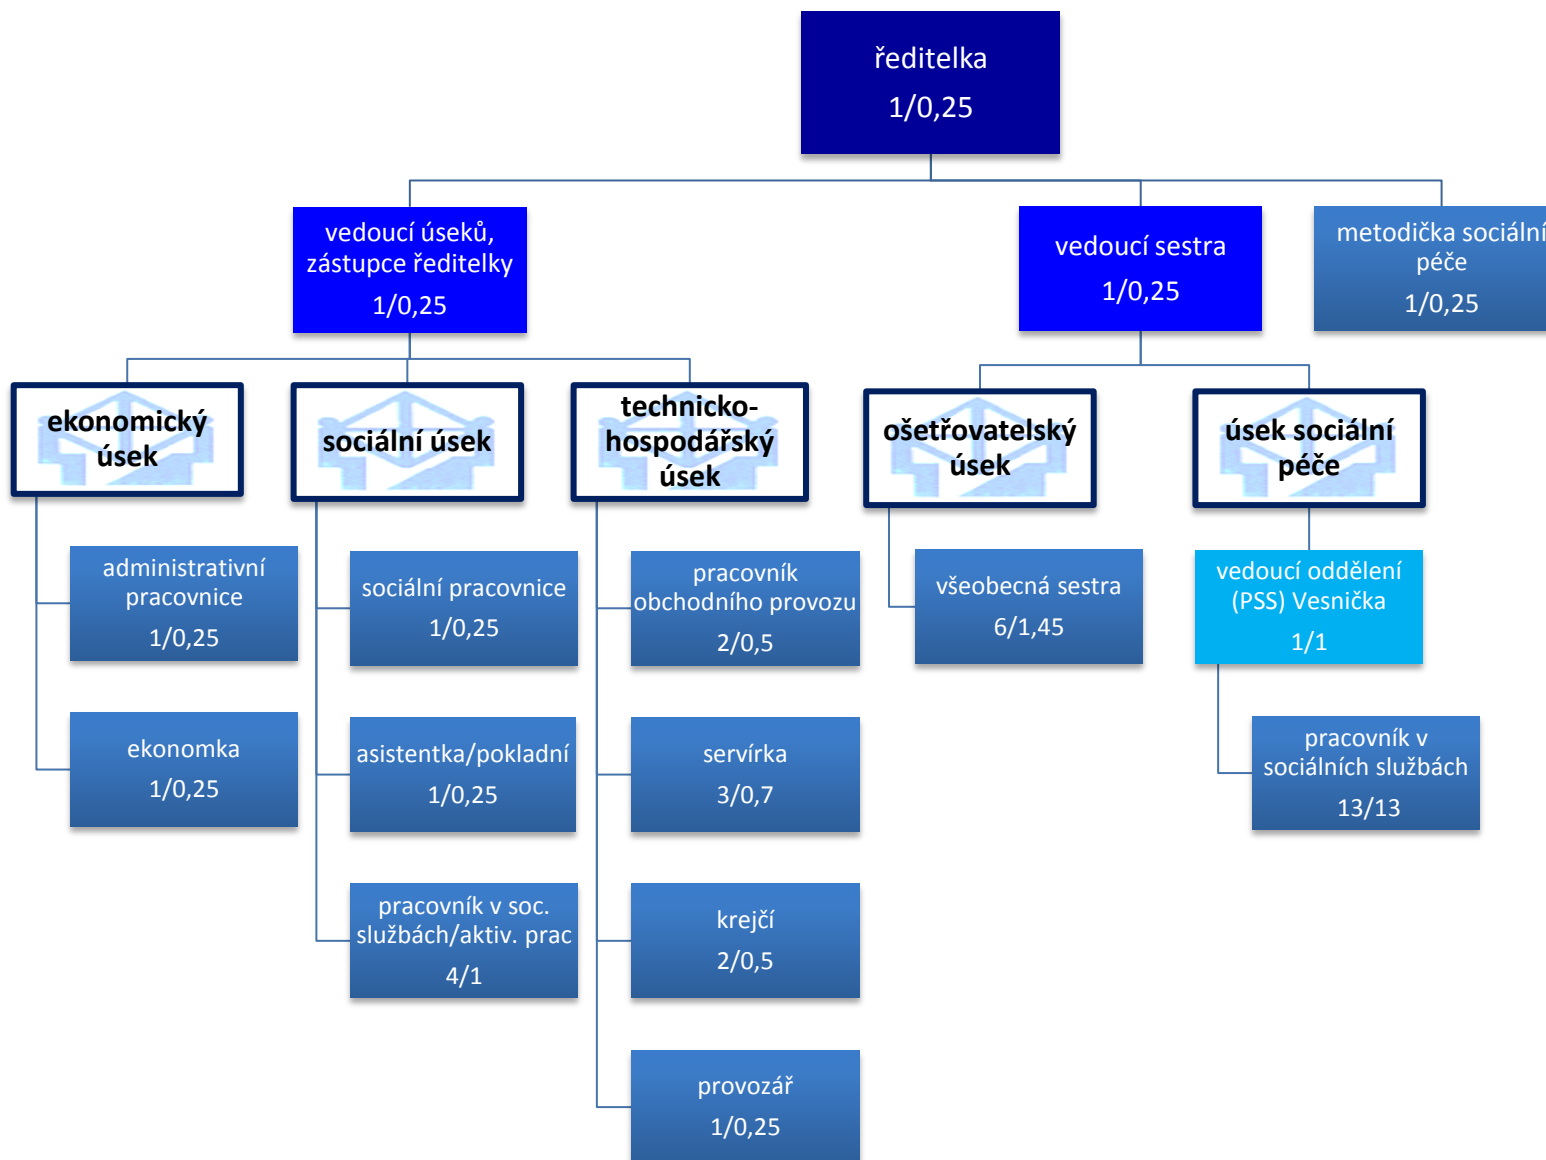 ředitelka
1/0,25
vedoucí úseků,
zástupce ředitelky
1/0,25
vedoucí sestra
1/0,25
metodička sociální
péče
1/0,25
ekonomický
úsek
sociální úsek
technicko-
hospodářský
úsek
ošetřovatelský
úsek
úsek sociální
péče
administrativní
pracovnice
1/0,25
ekonomka
1/0,25
sociální pracovnice
1/0,25
asistentka/pokladní
1/0,25
pracovník v soc.
službách/aktiv. prac
4/1
pracovník
obchodního provozu
2/0,5
servírka
3/0,7
krejčí
2/0,5
provozář
1/0,25
všeobecná sestra
6/1,45
vedoucí oddělení
(PSS) Vesnička
1/1
pracovník v
sociálních službách
13/13